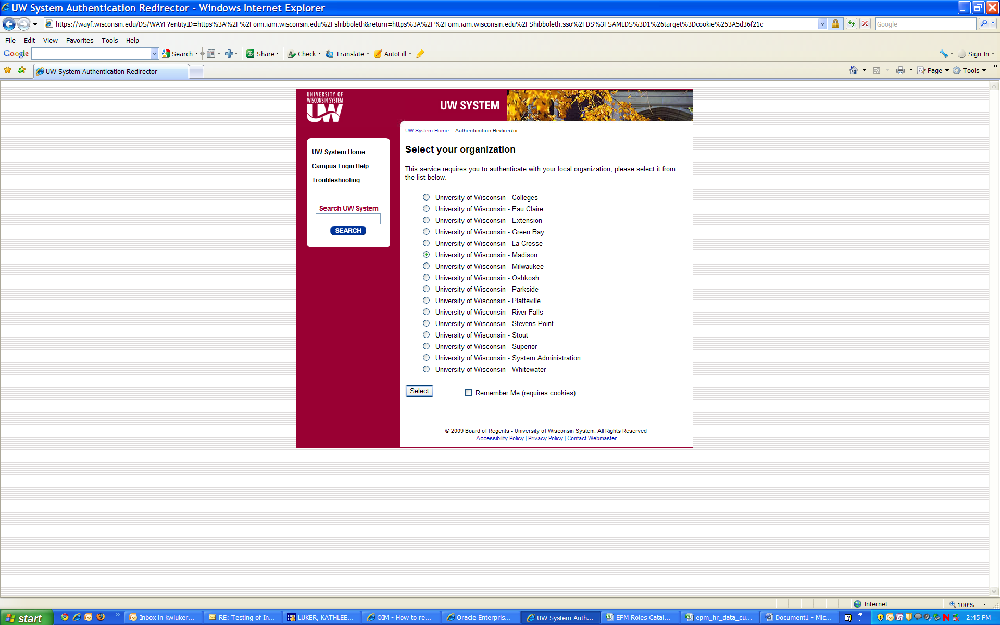 UW System Authentication Redirector - Windows Internet Explorer
https://wayf.wisconsin.edu/DS/WAYF?entityID=https%3A%2F%2Foim.iam.wisconsin.edu%2Fshibboleth&return=https%3A%2F%2Foim.iam.wisconsin.edu%2FShibboleth.sso%2FDS%3FSAMLDS%3D1%26target%3Dcookie%253A5d36f21c
Google
File Edit View Favorites Tools Help
Google Search Share Check Translate AutoFill Sign In
UW System Authentication Redirector
Page Tools
UNIVERSITY OF
WISCONSIN SYSTEM
UW
UW SYSTEM
UW System Home -- Authentication Redirector
UW System Home
Campus Login Help
Troubleshooting
Search UW System
SEARCH
Select your organization
This service requires you to authenticate with your local organization, please select it from
the list below.
University of Wisconsin - Colleges
University of Wisconsin - Eau Claire
University of Wisconsin - Extension
University of Wisconsin - Green Bay
University of Wisconsin - La Crosse
University of Wisconsin - Madison
University of Wisconsin - Milwaukee
University of Wisconsin - Oshkosh
University of Wisconsin - Parkside
University of Wisconsin - Platteville
University of Wisconsin - River Falls
University of Wisconsin - Stevens Point
University of Wisconsin - Stout
University of Wisconsin - Superior
University of Wisconsin - System Administration
University of Wisconsin - Whitewater
Select
Remember Me (requires cookies)
© 2009 Board of Regents - University of Wisconsin System. All Rights Reserved
Accessibility Policy | Privacy Policy | Contact Webmaster
Internet
100%
start
Inbox in kwluker...
RE: Testing of In...
LUKER, KATHLEE...
OIM - How to re...
Oracle Enterpris...
UW System Auth...
EPM Roles Catal...
epm_hr_data_cu...
Document1 - Mic...
2:45 PM